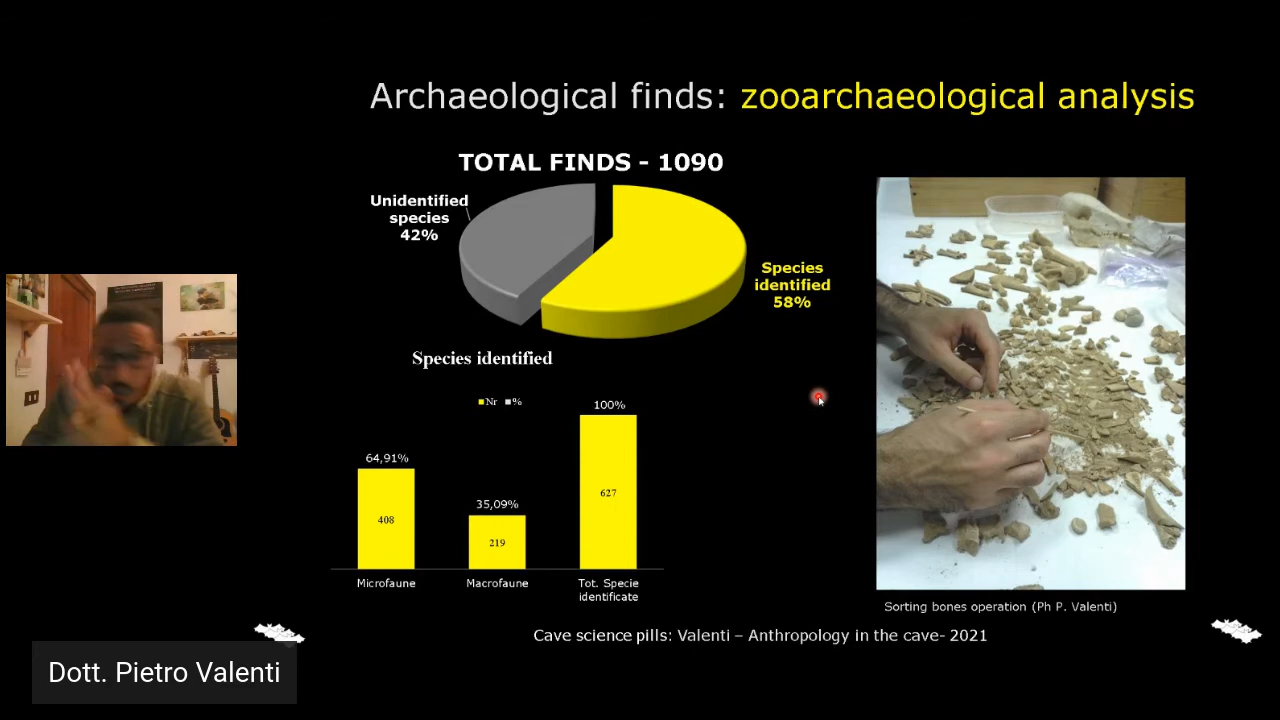 Archaeological finds: zooarchaeological analysis
TOTAL FINDS - 1090
Unidentified
species
42%
Species
identified
58%
Species identified
Nr %
64,91%
408
35,09%
219
100%
627
Microfaune
Macrofaune
Tot. Specie
identificate
Sorting bones operation (Ph P. Valenti)
Cave science pills: Valenti – Anthropology in the cave- 2021
Dott. Pietro Valenti